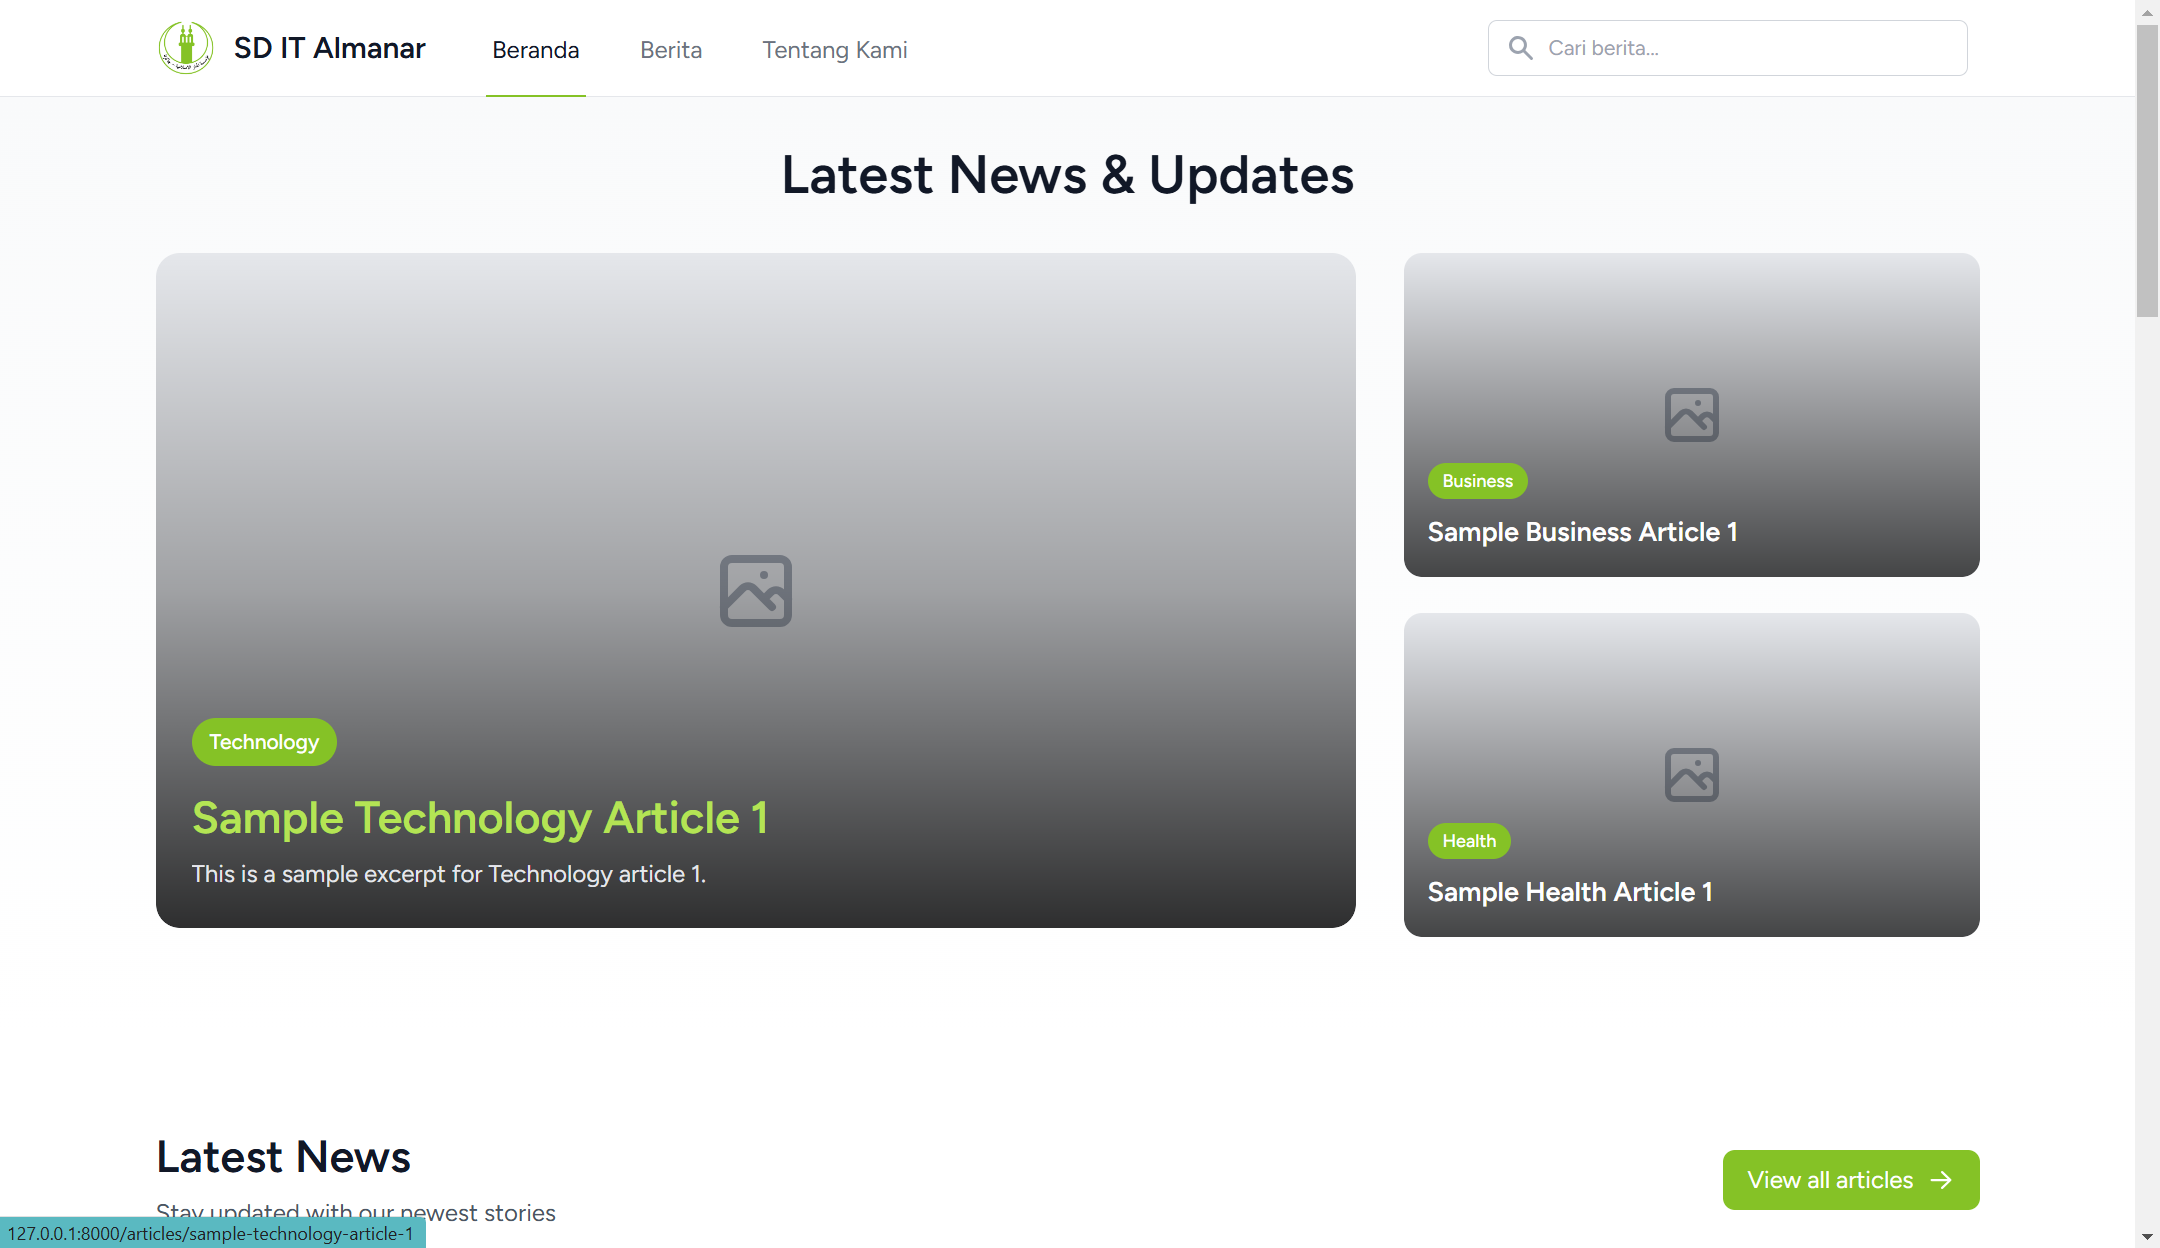 SD IT Almanar
Beranda
Berita
Tentang Kami
Cari berita...
Latest News & Updates
Technology
Sample Technology Article 1
This is a sample excerpt for Technology article 1.
Business
Sample Business Article 1
Health
Sample Health Article 1
Latest News
Stay updated with our newest stories
View all articles
127.0.0.1:8000/articles/sample-technology-article-1